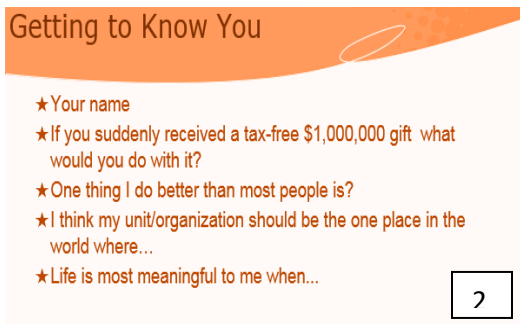 Getting to Know You
★Your name
★If you suddenly received a tax-free $1,000,000 gift what
would you do with it?
★One thing I do better than most people is?
★I think my unit/organization should be the one place in the
world where…
★Life is most meaningful to me when...
2